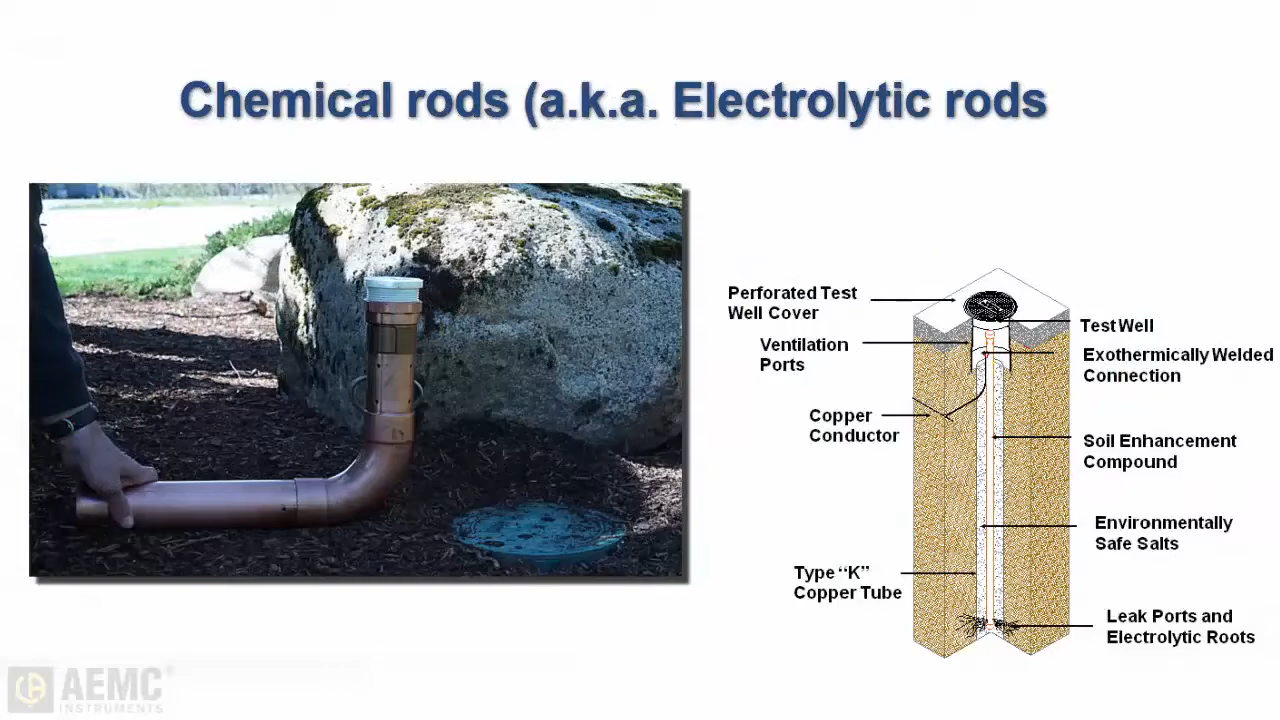 Chemical rods (a.k.a. Electrolytic rods
Perforated Test
Well Cover
Ventilation
Ports
Copper
Conductor
Type “K”
Copper Tube
Test Well
Exothermically Welded
Connection
Soil Enhancement
Compound
Environmentally
Safe Salts
Leak Ports and
Electrolytic Roots
AEMC®
INSTRUMENTS